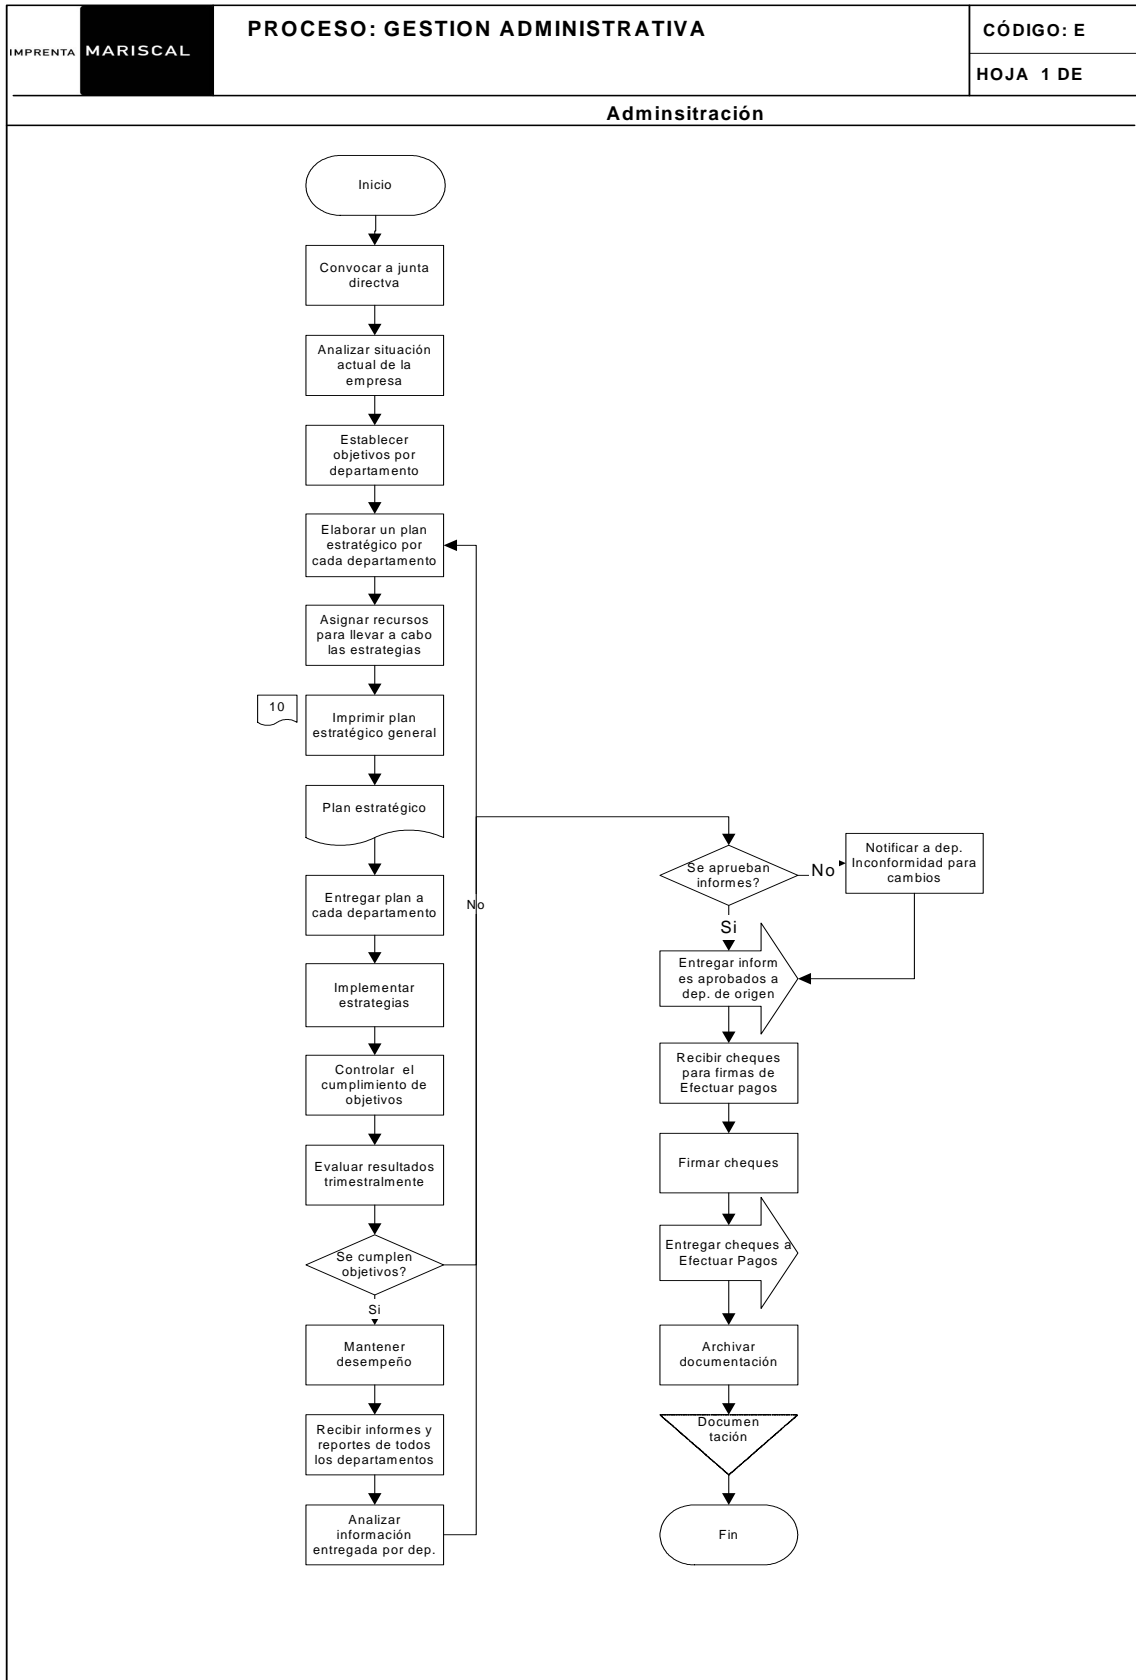 IMPRENTA MARISCAL
PROCESO: GESTION ADMINISTRATIVA
CÓDIGO: E
HOJA 1 DE
Adminsitración
Inicio
Convocar a junta
directva
Analizar situación
actual de la
empresa
Establecer
objetivos por
departamento
Elaborar un plan
estratégico por
cada departamento
Asignar recursos
para llevar a cabo
las estrategias
10
Imprimir plan
estratégico general
Plan estratégico
Entregar plan a
cada departamento
No
Implementar
estrategias
Controlar el
cumplimiento de
objetivos
Evaluar resultados
trimestralmente
Se cumplen
objetivos?
Si
Mantener
desempeño
Recibir informes y
reportes de todos
los departamentos
Analizar
información
entregada por dep.
Se aprueban
informes?
No
Notificar a dep.
Inconformidad para
cambios
Si
Entregar inform
es aprobados a
dep. de origen
Recibir cheques
para firmas de
Efectuar pagos
Firmar cheques
Entregar cheques a
Efectuar Pagos
Archivar
documentación
Documen
tación
Fin